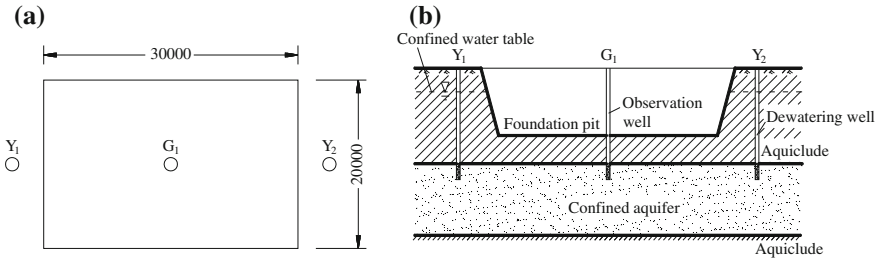 (a)
30000
Y₁
G₁
Y₂
20000
(b)
Confined water table
Y₁
G₁
Y₂
Observation
well
Foundation pit
Dewatering well
Aquiclude
Confined aquifer
Aquiclude